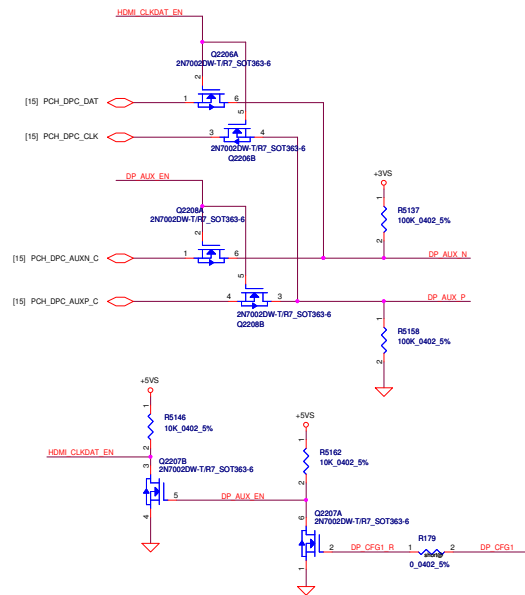 HDMI_CLKDAT_EN
Q2206A
2N7002DW-T/R7_SOT363-6
2
[15] PCH_DPC_DAT
1
6
5
[15] PCH_DPC_CLK
3
4
2N7002DW-T/R7_SOT363-6
Q2206B
DP_AUX_EN
+3VS
Q2208A
2N7002DW-T/R7_SOT363-6
1
R5137
100K_0402_5%
2
2
[15] PCH_DPC_AUXN_C
1
6
DP_AUX_N
5
[15] PCH_DPC_AUXP_C
4
3
DP_AUX_P
2N7002DW-T/R7_SOT363-6
Q2208B
1
R5158
100K_0402_5%
2
+5VS
1
R5146
10K_0402_5%
2
+5VS
HDMI_CLKDAT_EN
1
R5162
10K_0402_5%
2
3
Q2207B
2N7002DW-T/R7_SOT363-6
5
DP_AUX_EN
4
6
Q2207A
2N7002DW-T/R7_SOT363-6
2
DP_CFG1_R
R179
1
2
DP_CFG1
0_0402_5%
1